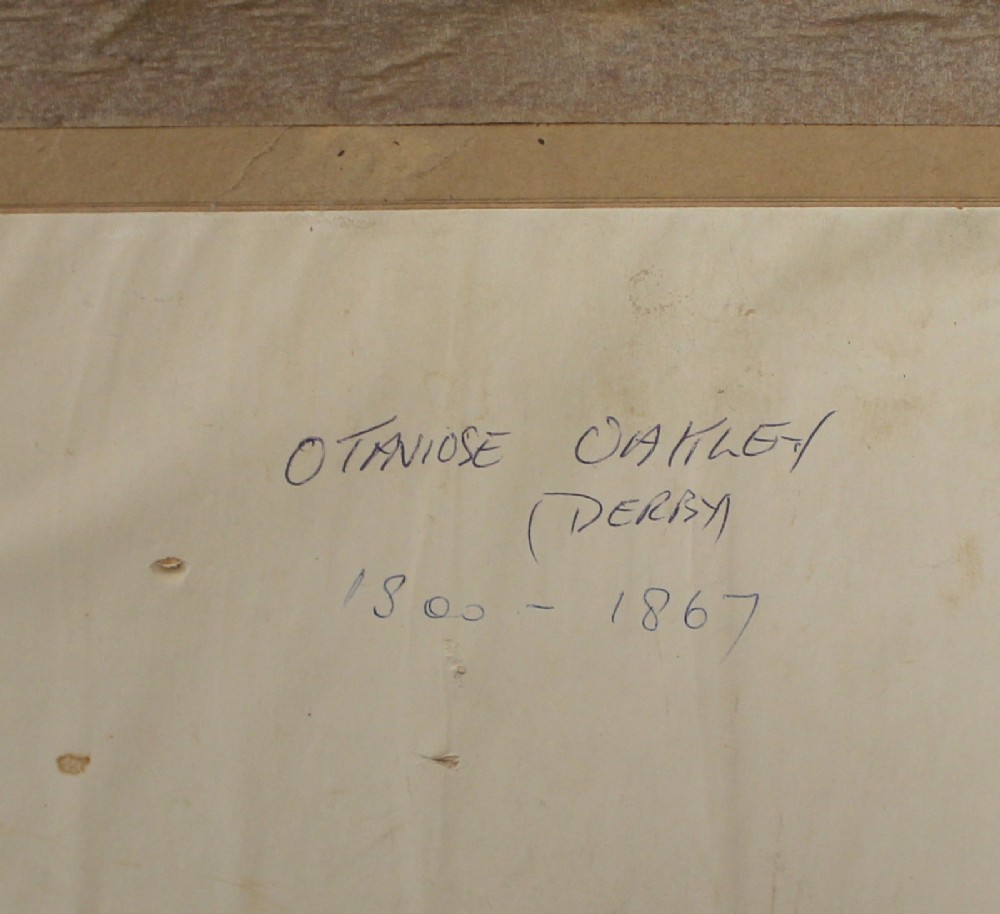 OTANIOSE OAKLEY
(DERBY)
1800 - 1867